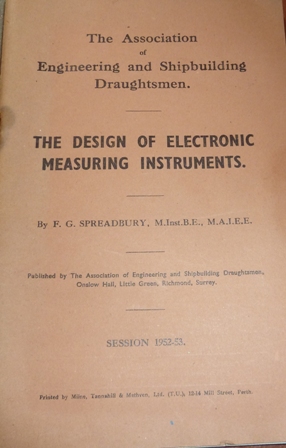 The Association
of
Engineering and Shipbuilding
Draughtsmen.
THE DESIGN OF ELECTRONIC
MEASURING INSTRUMENTS.
By F. G. SPREADBURY, M.Inst.B.E., M.A.I.E.E.
Published by The Association of Engineering and Shipbuilding Draughtsmen,
Onslow Hall, Little Green, Richmond, Surrey.
SESSION 1952-53.
Printed by Milne, Tannahill & Methven, Ltd. (T.U.), Mill Street, Perth.